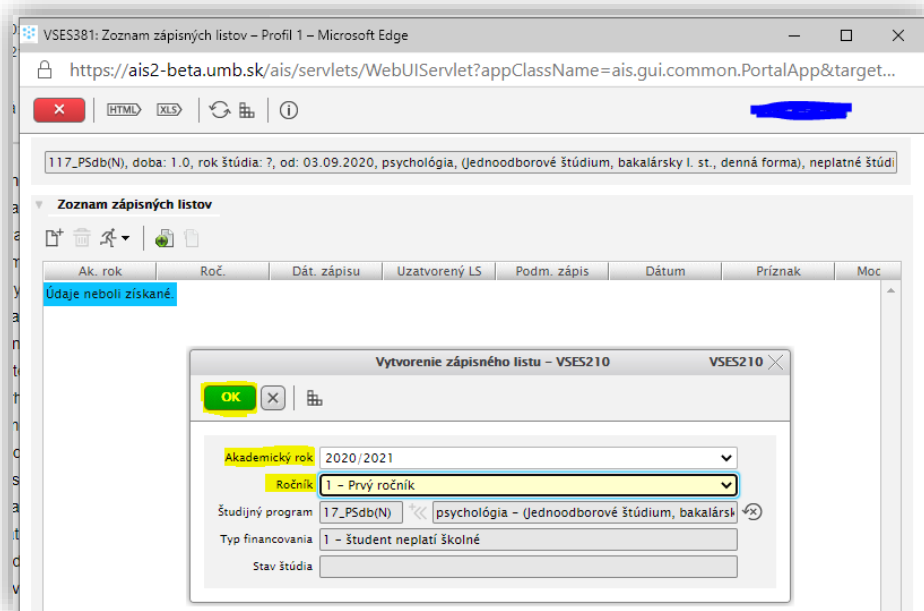 VSES381: Zoznam zápisných listov – Profil 1 – Microsoft Edge
https://ais2-beta.umb.sk/ais/servlets/WebUIServlet?appClassName=ais.gui.common.PortalApp&target...
HTML XLS
117_PSdb(N), doba: 1.0, rok štúdia: ?, od: 03.09.2020, psychológia, (Jednoodborové štúdium, bakalársky I. st., denná forma), neplatné štúdi
Zoznam zápisných listov
Ak. rok Roč. Dát. zápisu Uzatvorený LS Podm. zápis Dátum Príznak Moc
Údaje neboli získané.
Vytvorenie zápisného listu – VSES210 VSES210
OK
Akademický rok 2020/2021
Ročník 1 – Prvý ročník
Študijný program 17_PSdb(N) psychológia – (Jednoodborové štúdium, bakalársk
Typ financovania 1 – študent neplatí školné
Stav štúdia